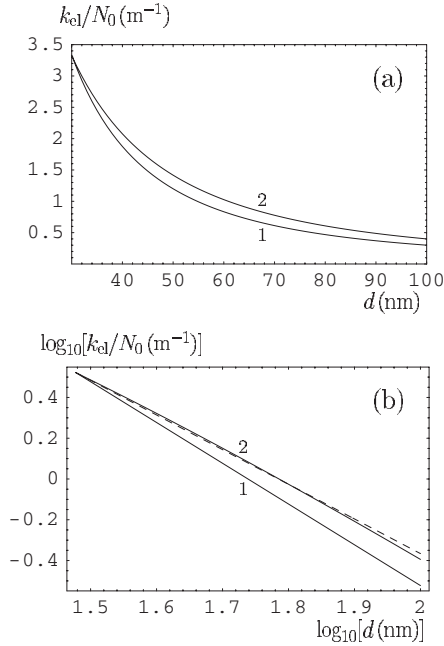 k_el/N_0 (m^−1)
3.5
3
2.5
2
1.5
1
0.5
(a)
2
1
40 50 60 70 80 90 100
d (nm)
log_10[k_el/N_0 (m^−1)]
0.4
0.2
0
−0.2
−0.4
(b)
2
1
1.5 1.6 1.7 1.8 1.9 2
log_10[d (nm)]